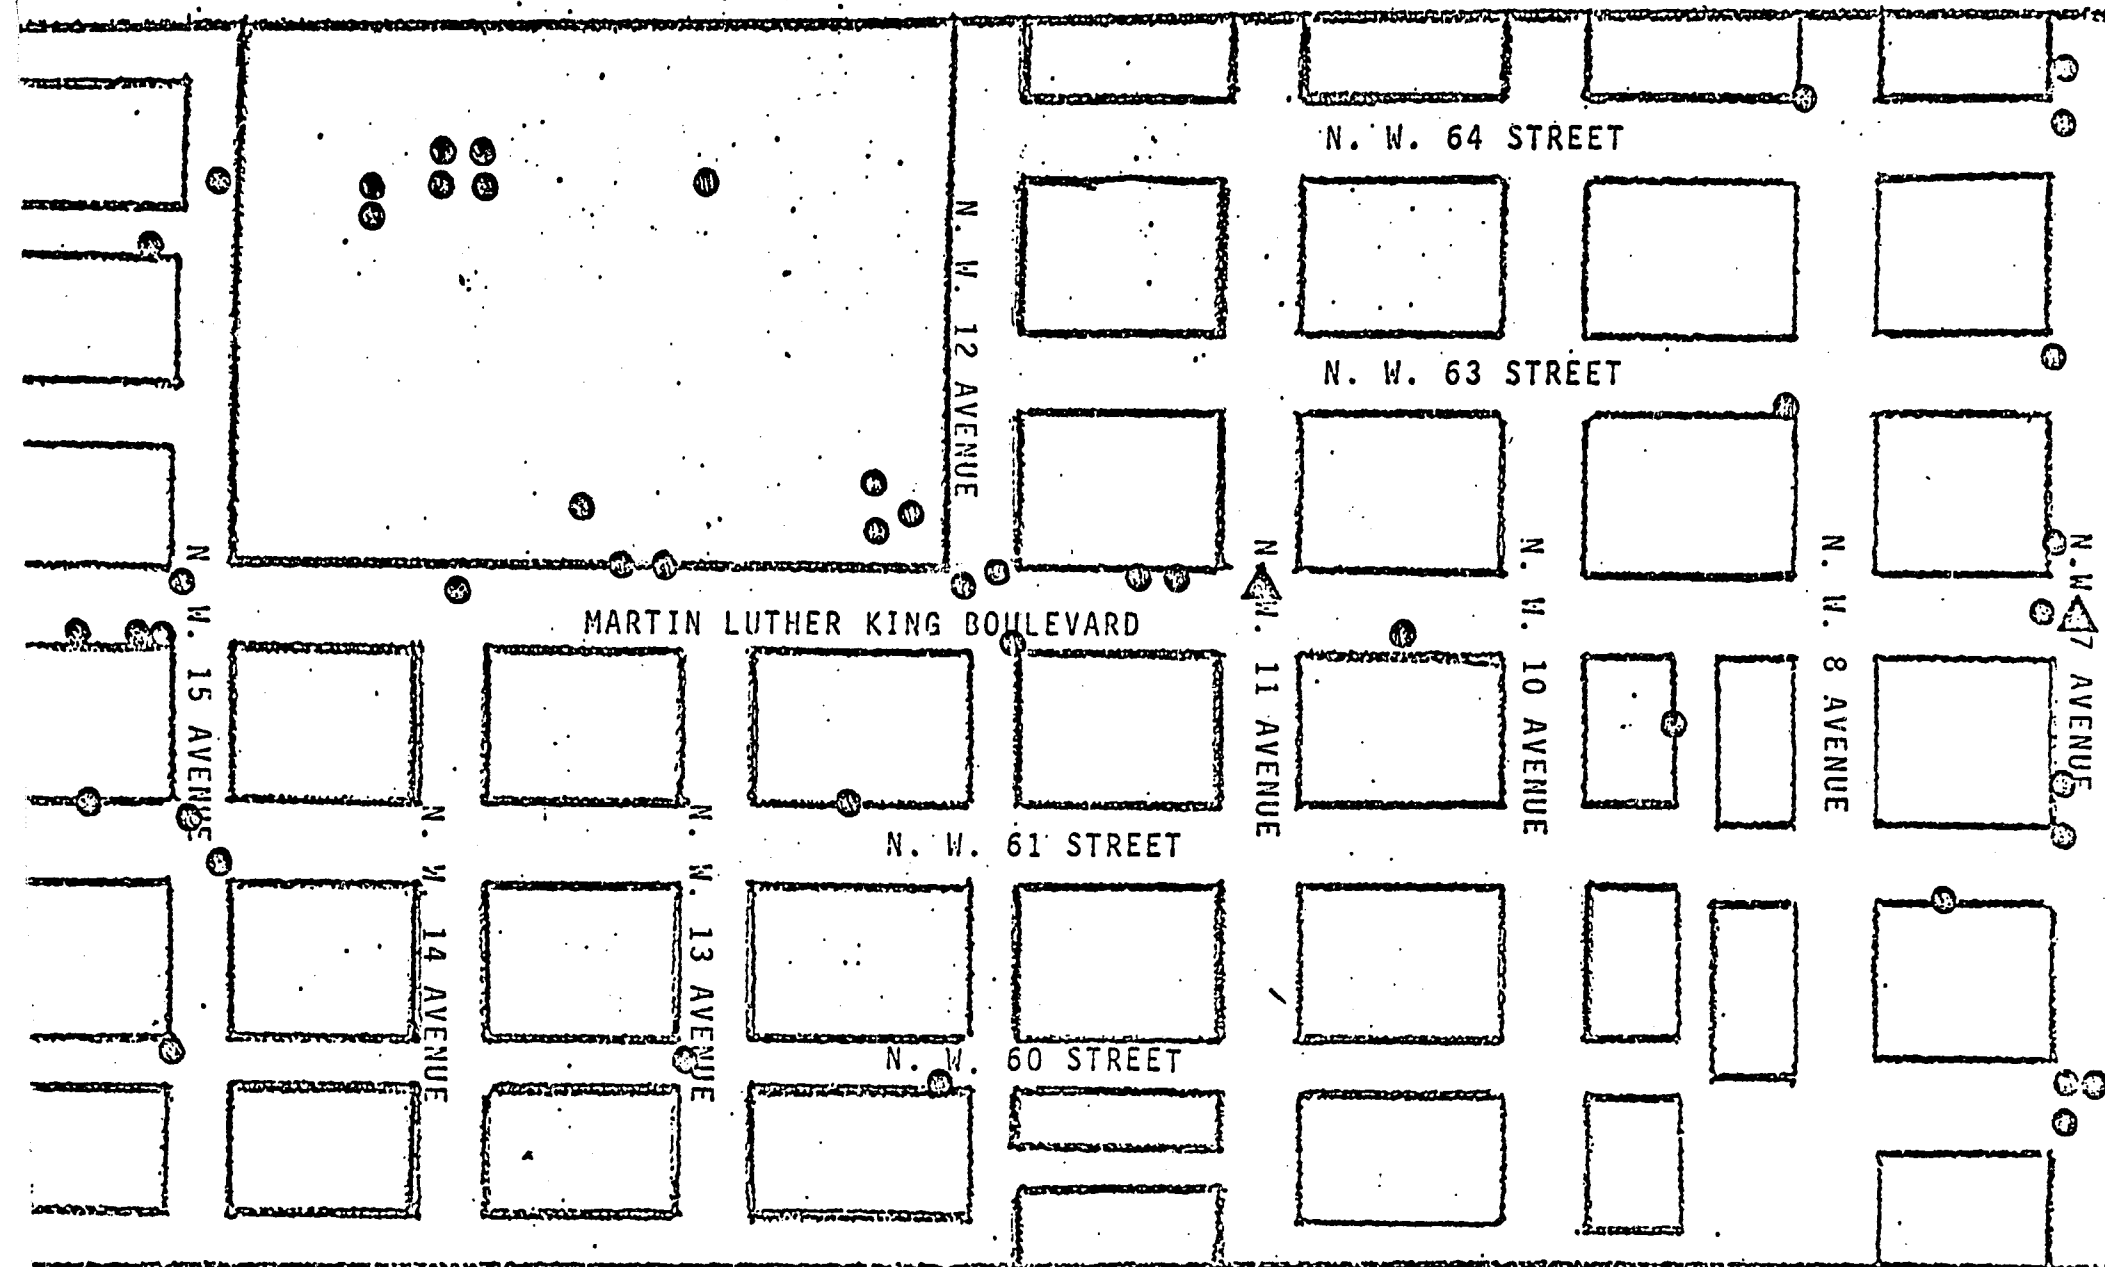 N. W. 64 STREET
N. W. 12 AVENUE
N. W. 63 STREET
N W. 15 AVENUE
MARTIN LUTHER KING BOULEVARD
N W. 11 AVENUE
N. W. 10 AVENUE
N. W. 8 AVENUE
N.W 7 AVENUE
N. W. 14 AVENUE
N. W. 13 AVENUE
N. W. 61 STREET
N. W. 60 STREET